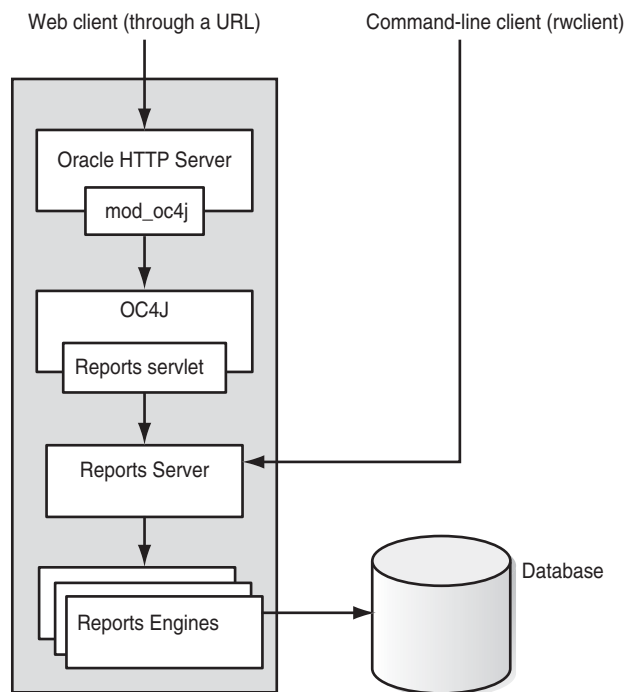 Web client (through a URL)
Command-line client (rwclient)
Oracle HTTP Server
mod_oc4j
OC4J
Reports servlet
Reports Server
Database
Reports Engines